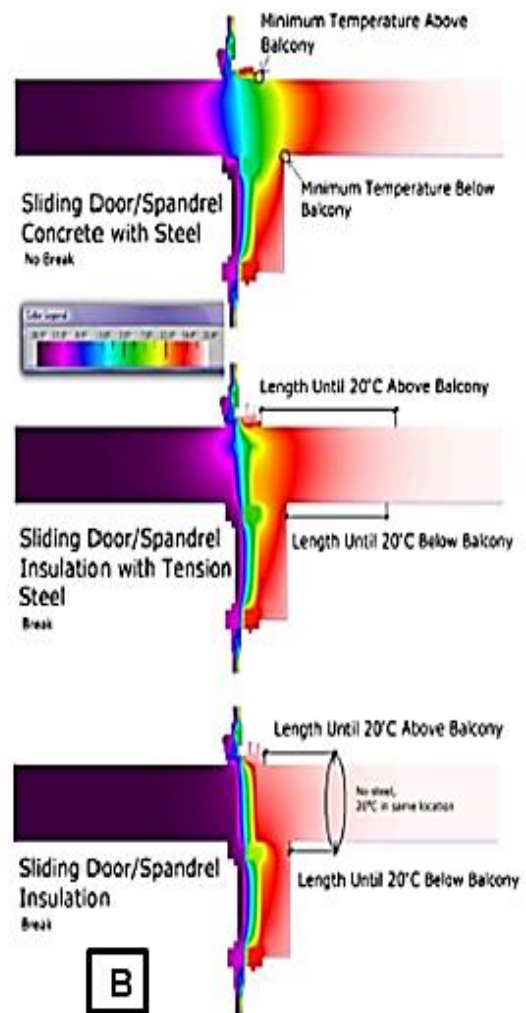 Minimum Temperature Above
Balcony
Sliding Door/Spandrel
Concrete with Steel
No Break
Minimum Temperature Below
Balcony
Color Legend
Length Until 20°C Above Balcony
Sliding Door/Spandrel
Insulation with Tension
Steel
Break
Length Until 20°C Below Balcony
Length Until 20°C Above Balcony
No steel,
20°C in same location
Sliding Door/Spandrel
Insulation
Break
Length Until 20°C Below Balcony
B